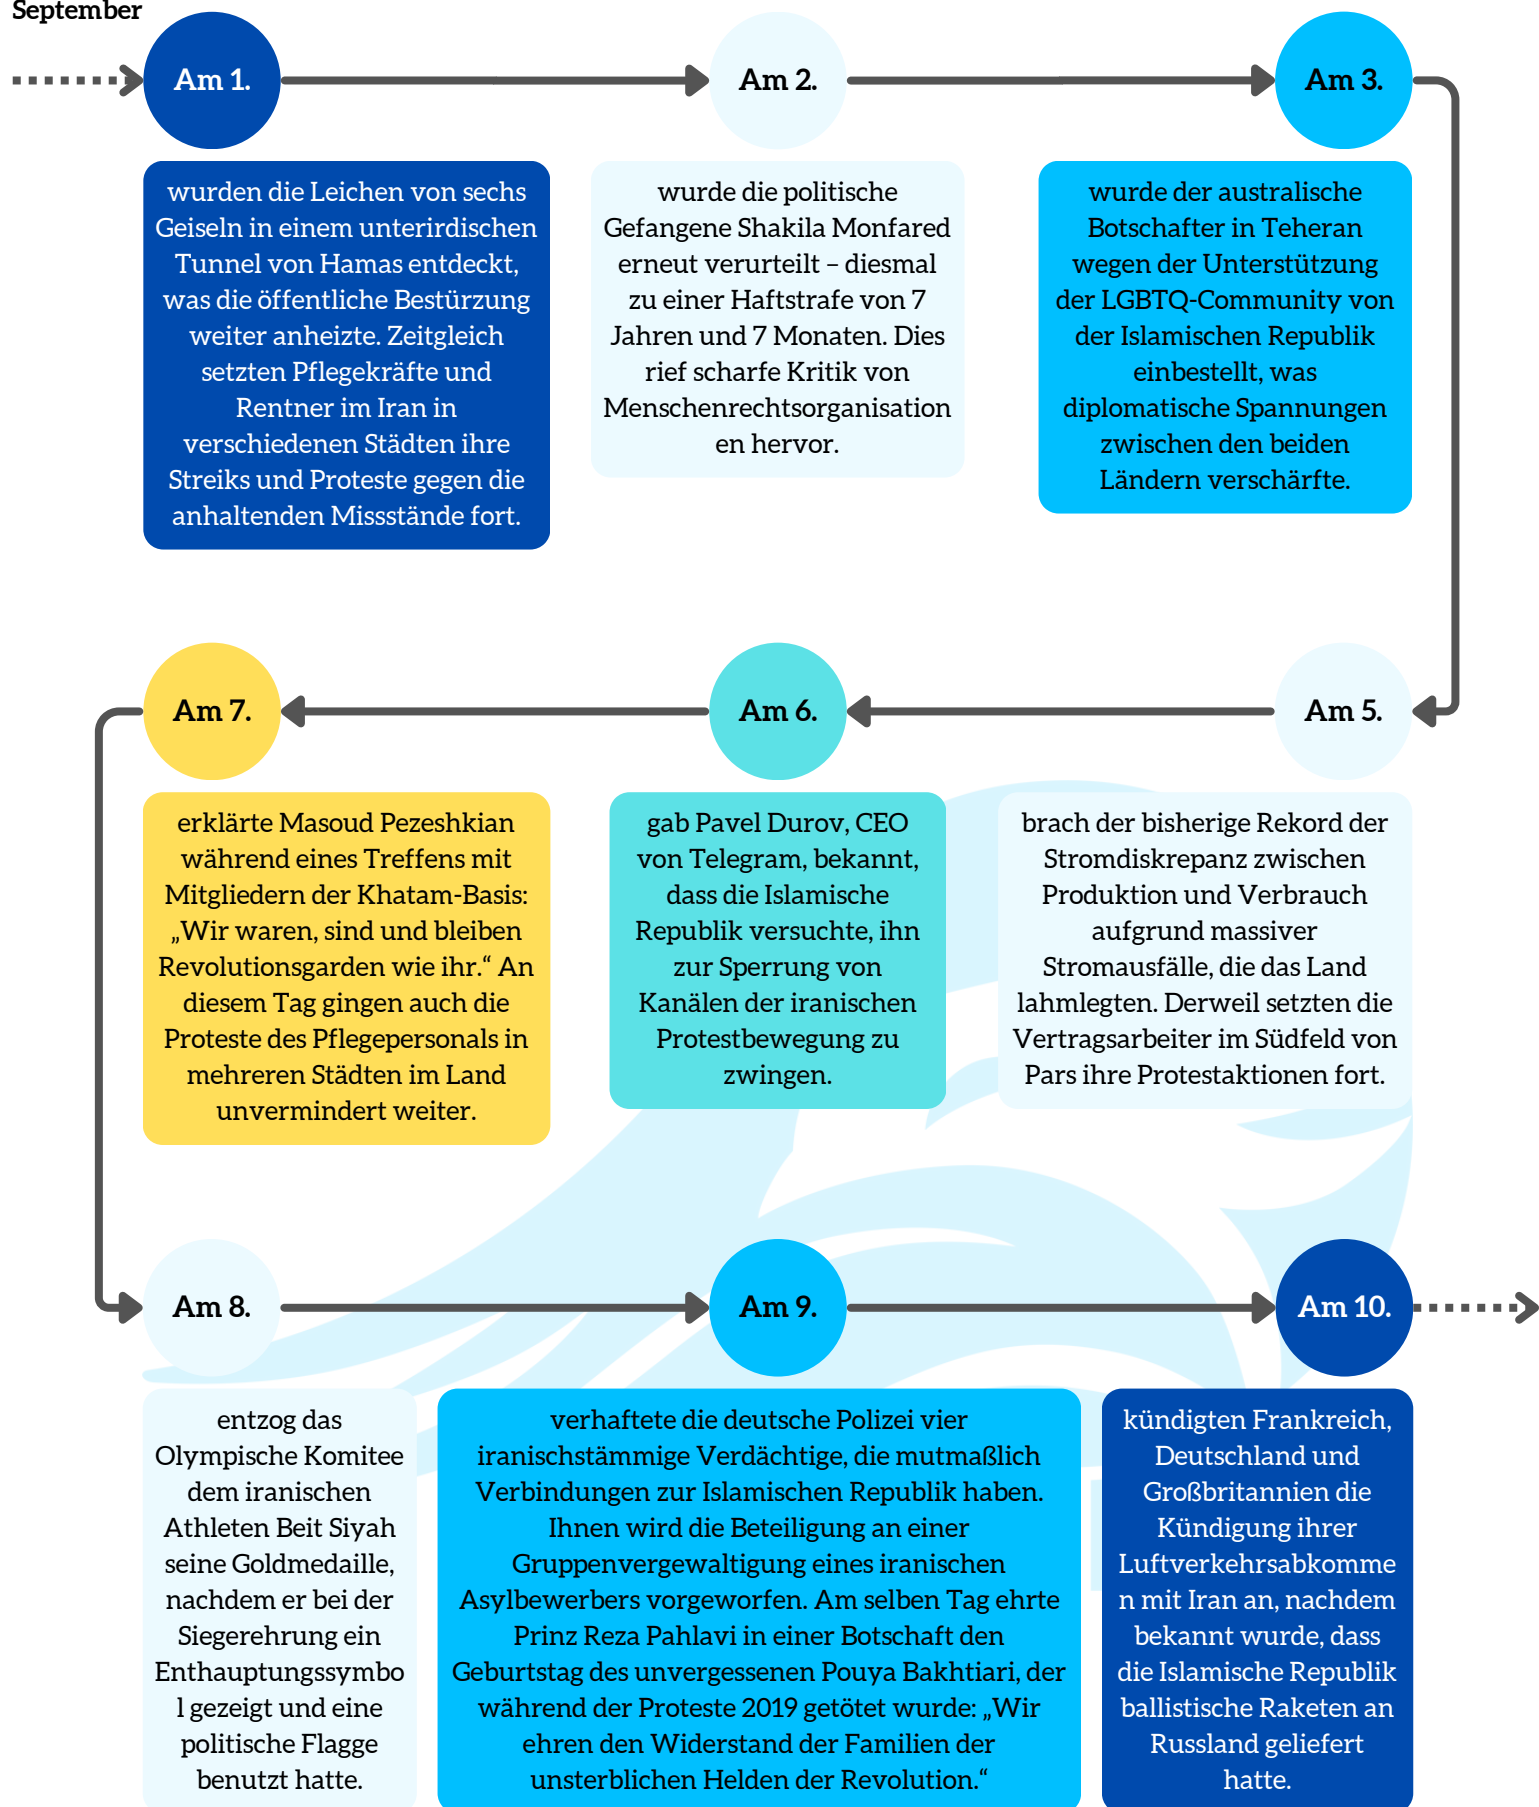 September
Am 1.
Am 2.
Am 3.
wurden die Leichen von sechs
Geiseln in einem unterirdischen
Tunnel von Hamas entdeckt,
was die öffentliche Bestürzung
weiter anheizte. Zeitgleich
setzten Pflegekräfte und
Rentner im Iran in
verschiedenen Städten ihre
Streiks und Proteste gegen die
anhaltenden Missstände fort.
wurde die politische
Gefangene Shakila Monfared
erneut verurteilt – diesmal
zu einer Haftstrafe von 7
Jahren und 7 Monaten. Dies
rief scharfe Kritik von
Menschenrechtsorganisation
en hervor.
wurde der australische
Botschafter in Teheran
wegen der Unterstützung
der LGBTQ-Community von
der Islamischen Republik
einbestellt, was
diplomatische Spannungen
zwischen den beiden
Ländern verschärfte.
Am 5.
Am 6.
Am 7.
brach der bisherige Rekord der
Stromdiskrepanz zwischen
Produktion und Verbrauch
aufgrund massiver
Stromausfälle, die das Land
lahmlegten. Derweil setzten die
Vertragsarbeiter im Südfeld von
Pars ihre Protestaktionen fort.
gab Pavel Durov, CEO
von Telegram, bekannt,
dass die Islamische
Republik versuchte, ihn
zur Sperrung von
Kanälen der iranischen
Protestbewegung zu
zwingen.
erklärte Masoud Pezeshkian
während eines Treffens mit
Mitgliedern der Khatam-Basis:
„Wir waren, sind und bleiben
Revolutionsgarden wie ihr.“ An
diesem Tag gingen auch die
Proteste des Pflegepersonals in
mehreren Städten im Land
unvermindert weiter.
Am 8.
Am 9.
Am 10.
entzog das
Olympische Komitee
dem iranischen
Athleten Beit Siyah
seine Goldmedaille,
nachdem er bei der
Siegerehrung ein
Enthauptungssymbo
l gezeigt und eine
politische Flagge
benutzt hatte.
verhaftete die deutsche Polizei vier
iranischstämmige Verdächtige, die mutmaßlich
Verbindungen zur Islamischen Republik haben.
Ihnen wird die Beteiligung an einer
Gruppenvergewaltigung eines iranischen
Asylbewerbers vorgeworfen. Am selben Tag ehrte
Prinz Reza Pahlavi in einer Botschaft den
Geburtstag des unvergessenen Pouya Bakhtiari, der
während der Proteste 2019 getötet wurde: „Wir
ehren den Widerstand der Familien der
unsterblichen Helden der Revolution.“
kündigten Frankreich,
Deutschland und
Großbritannien die
Kündigung ihrer
Luftverkehrsabkomme
n mit Iran an, nachdem
bekannt wurde, dass
die Islamische Republik
ballistische Raketen an
Russland geliefert
hatte.